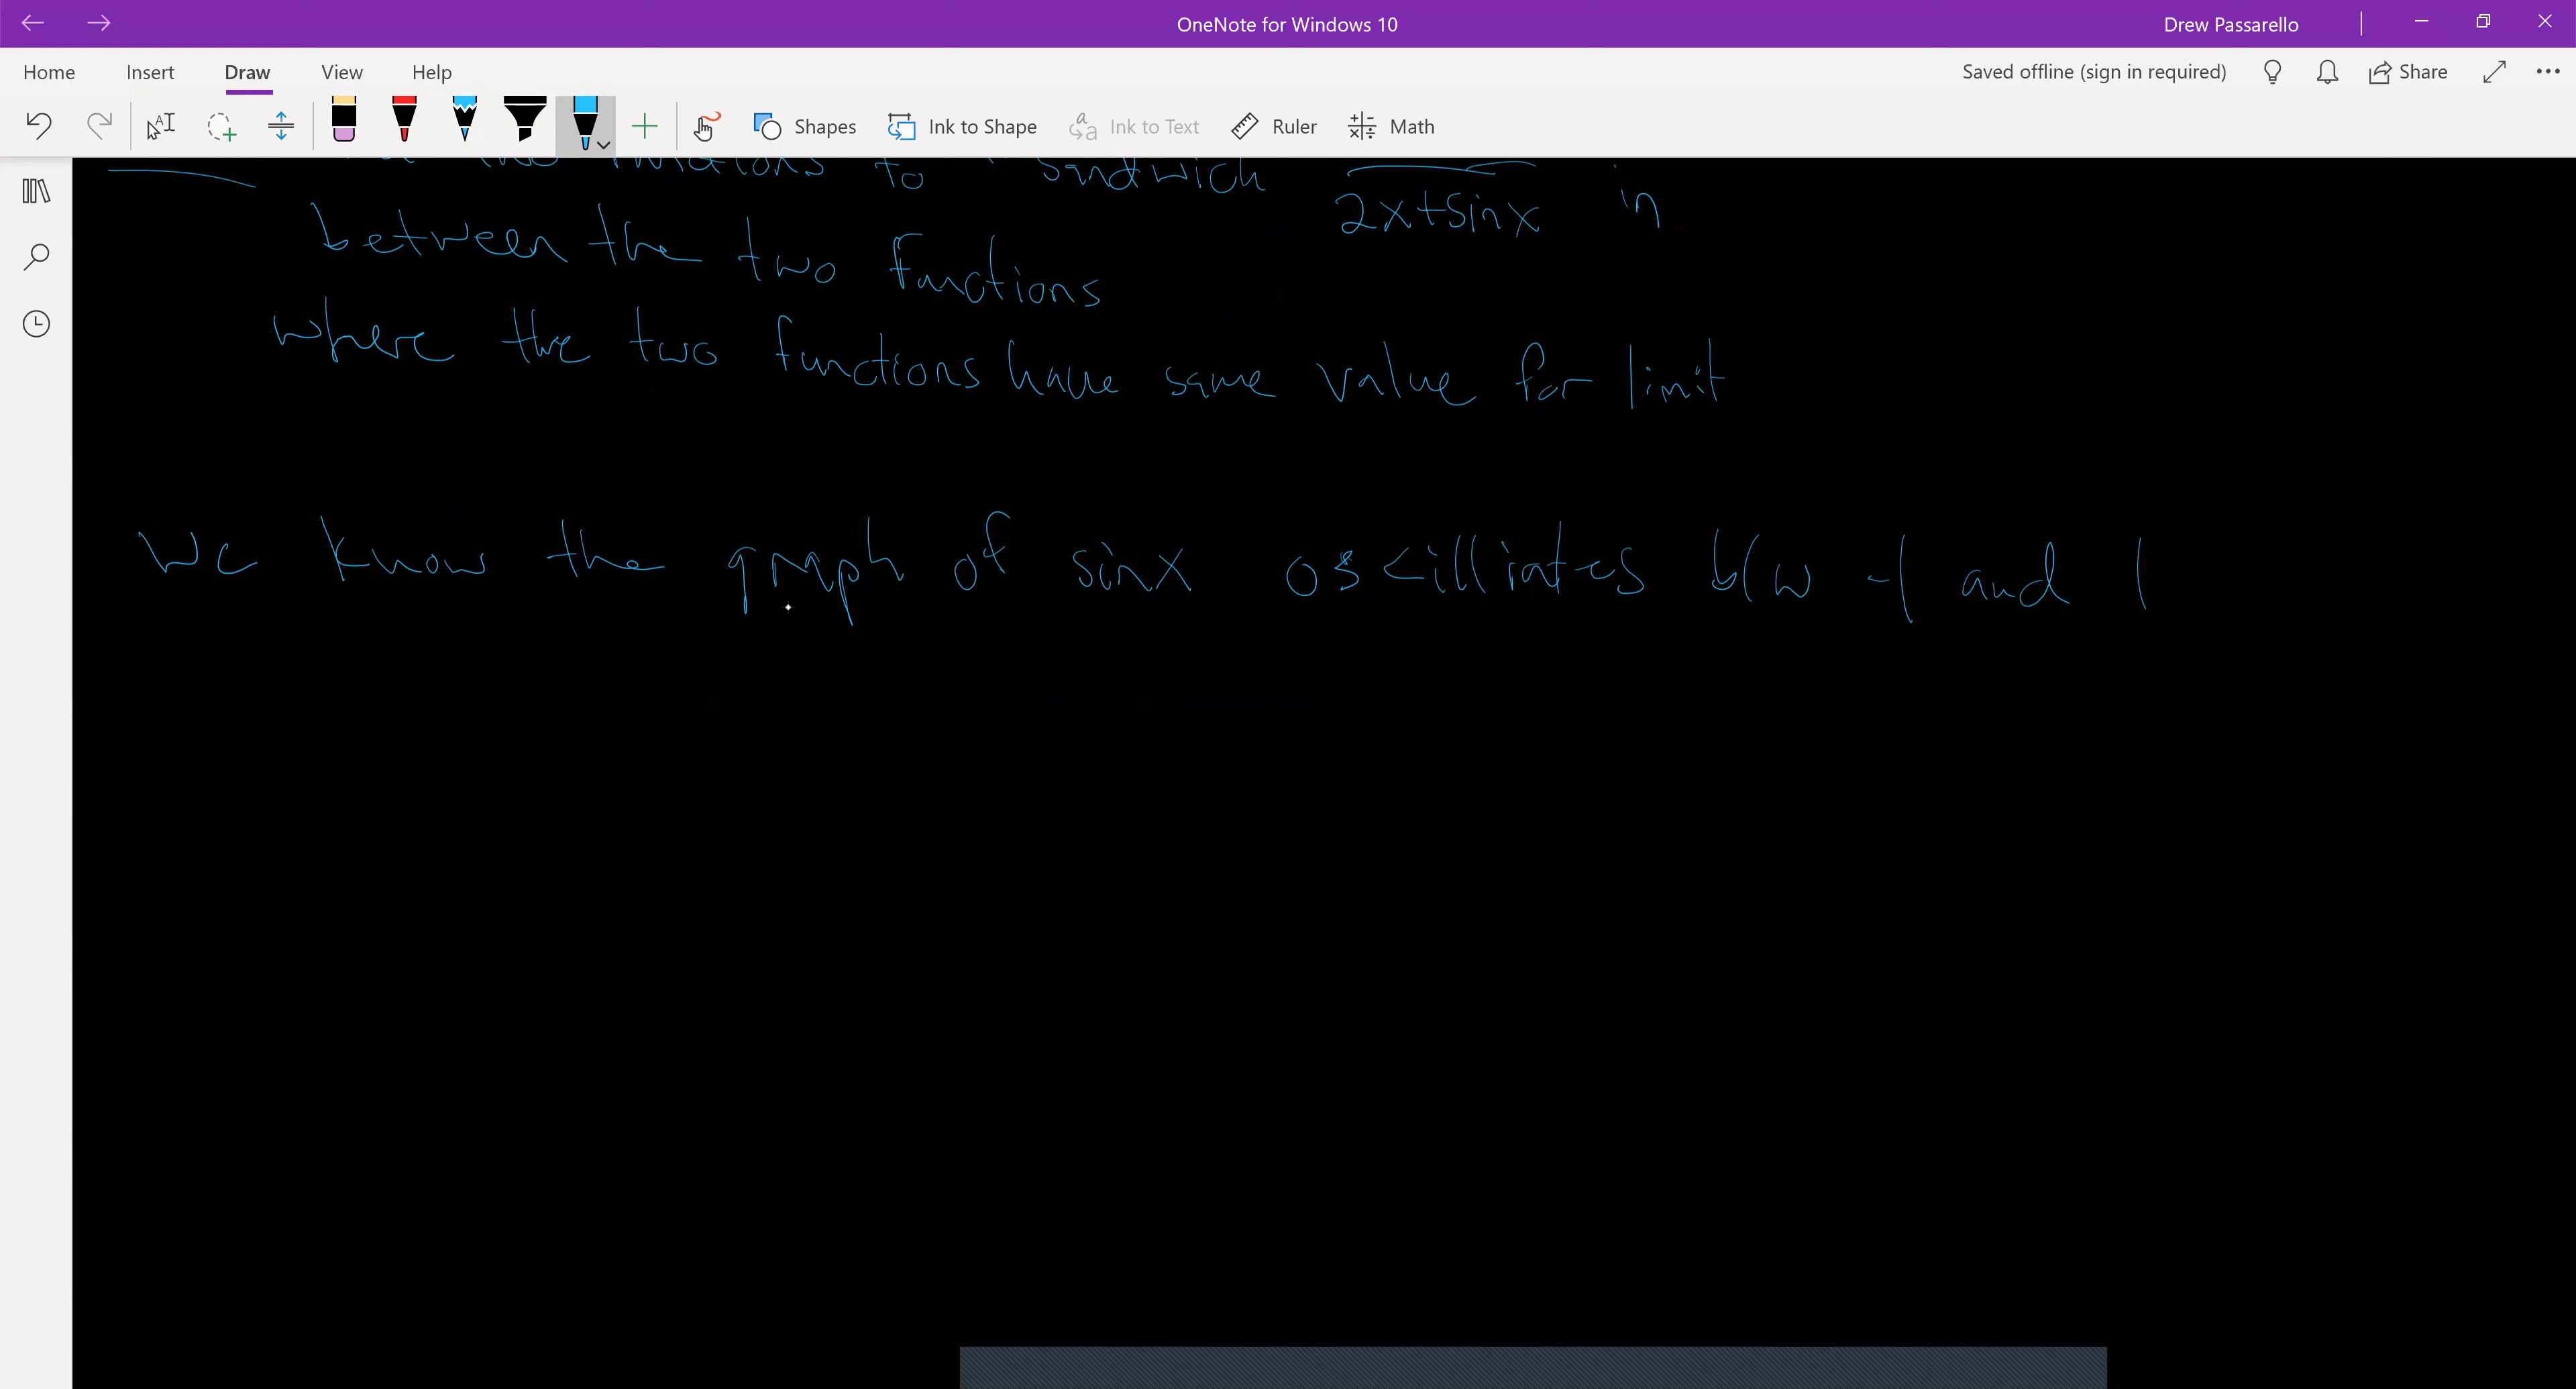 OneNote for Windows 10
Drew Passarello
Home Insert Draw View Help
Saved offline (sign in required) Share
Shapes Ink to Shape Ink to Text Ruler Math
functions to sandwich
2x+sinx in
between the two functions
where the two functions have same value for limit
We know the graph of sinx oscilliates b/w -1 and 1